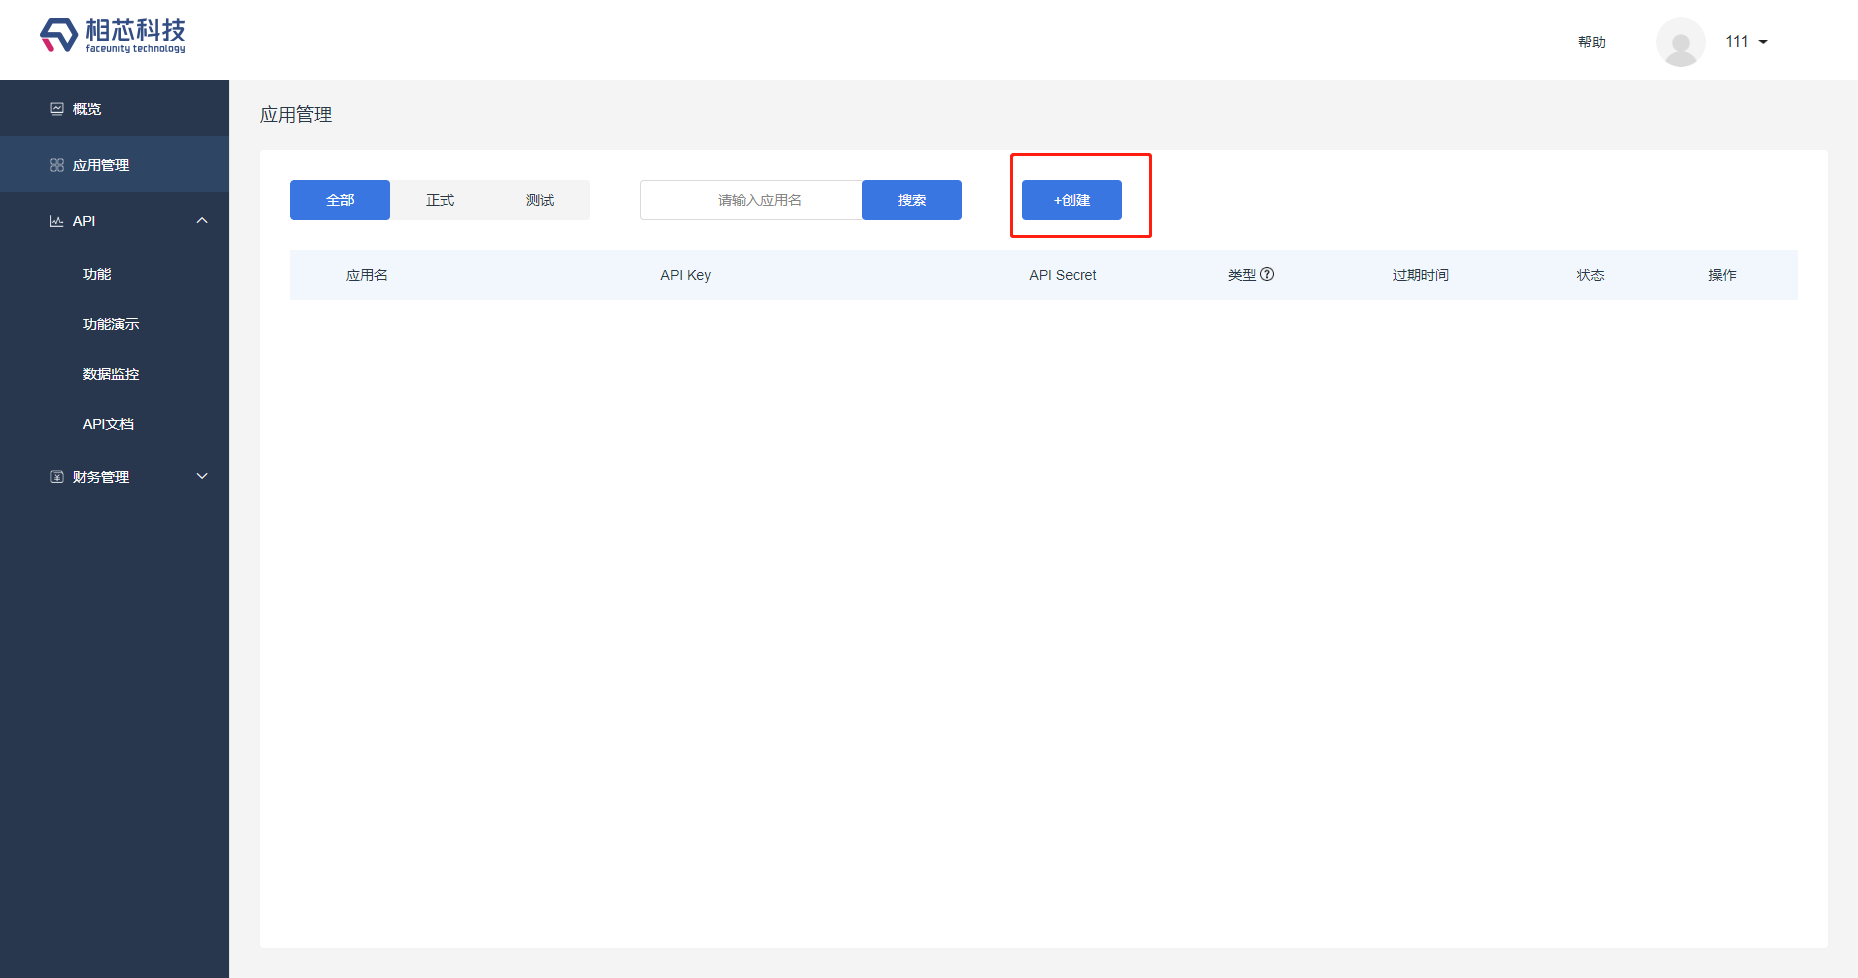 相芯科技
faceunity technology
帮助
111
概览
应用管理
API
功能
功能演示
数据监控
API文档
财务管理
应用管理
全部 正式 测试 请输入应用名 搜索 +创建
应用名 API Key API Secret 类型 过期时间 状态 操作